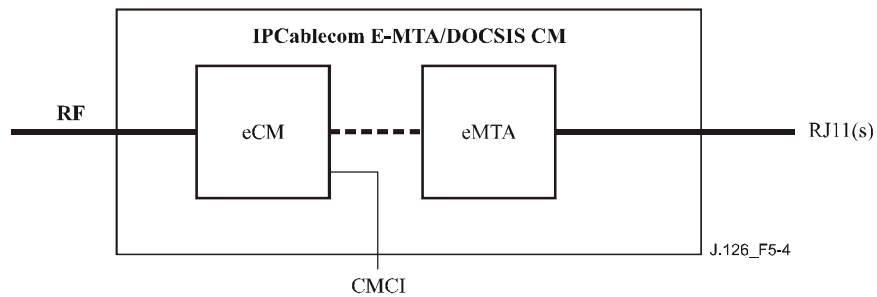 IPCablecom E-MTA/DOCSIS CM
RF
eCM
eMTA
RJ11(s)
J.126_F5-4
CMCI